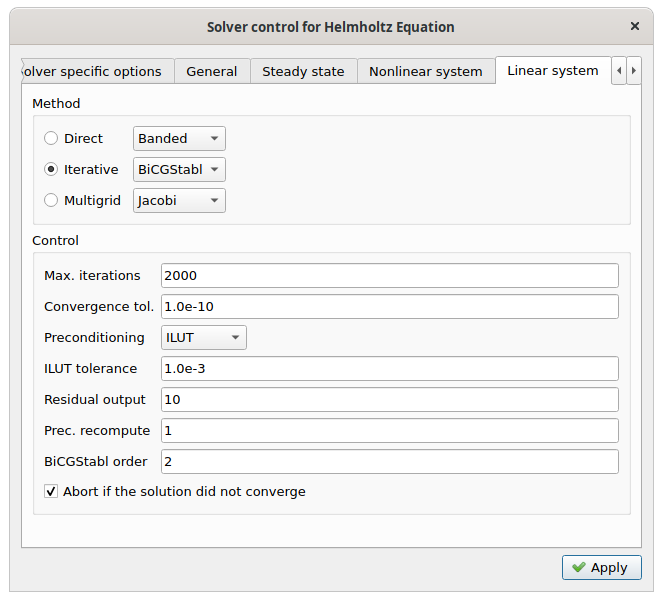 Solver control for Helmholtz Equation
olver specific options General Steady state Nonlinear system Linear system
Method
Direct Banded
Iterative BiCGStabl
Multigrid Jacobi
Control
Max. iterations 2000
Convergence tol. 1.0e-10
Preconditioning ILUT
ILUT tolerance 1.0e-3
Residual output 10
Prec. recompute 1
BiCGStabl order 2
Abort if the solution did not converge
Apply